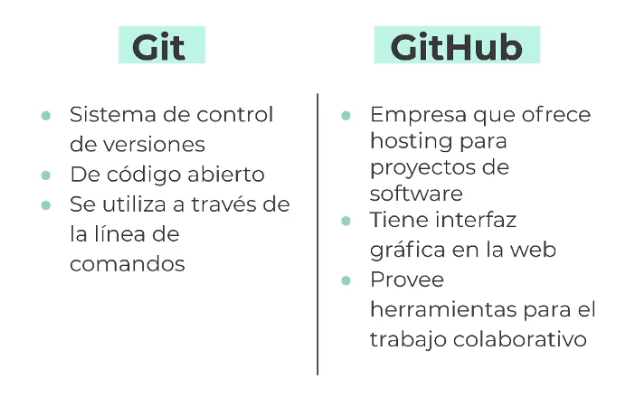 Git
Sistema de control
de versiones
De código abierto
Se utiliza a través de
la línea de
comandos
GitHub
Empresa que ofrece
hosting para
proyectos de
software
Tiene interfaz
gráfica en la web
Provee
herramientas para el
trabajo colaborativo